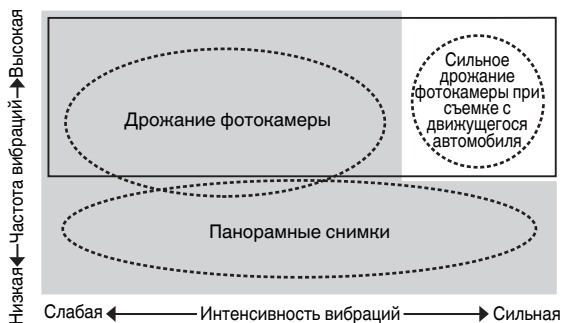 Низкая Частота вибраций Высокая
Дрожание фотокамеры
Сильное
дрожание
фотокамеры при
съемке с
движущегося
автомобиля
Панорамные снимки
Слабая Интенсивность вибраций Сильная